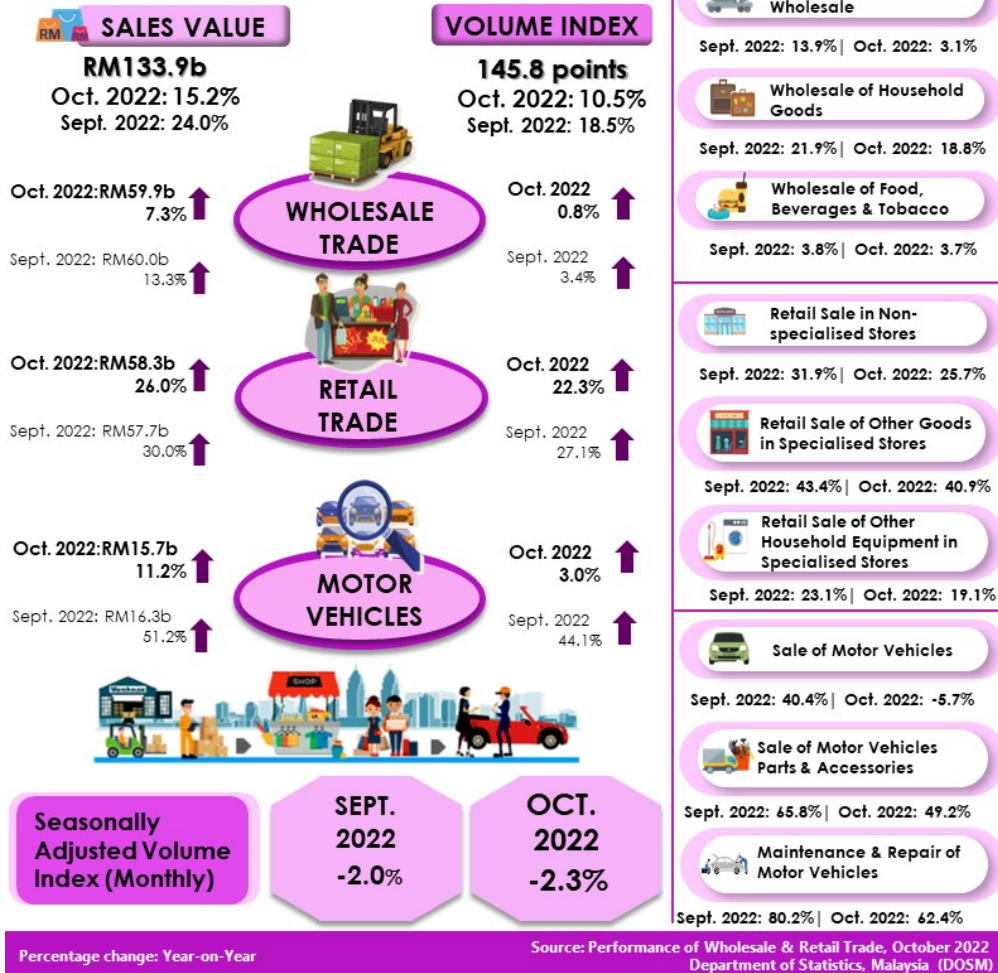 RM RM
SALES VALUE
RM133.9b
Oct. 2022: 15.2%
Sept. 2022: 24.0%
VOLUME INDEX
145.8 points
Oct. 2022: 10.5%
Sept. 2022: 18.5%
Oct. 2022:RM59.9b
7.3%
Sept. 2022: RM60.0b
13.3%
WHOLESALE
TRADE
Oct. 2022
0.8%
Sept. 2022
3.4%
Oct. 2022:RM58.3b
26.0%
Sept. 2022: RM57.7b
30.0%
SALE
RETAIL
TRADE
Oct. 2022
22.3%
Sept. 2022
27.1%
Oct. 2022:RM15.7b
11.2%
Sept. 2022: RM16.3b
51.2%
MOTOR
VEHICLES
Oct. 2022
3.0%
Sept. 2022
44.1%
Warehouse
SHOP
Seasonally
Adjusted Volume
Index (Monthly)
SEPT.
2022
-2.0%
OCT.
2022
-2.3%
Wholesale
Sept. 2022: 13.9%| Oct. 2022: 3.1%
Wholesale of Household
Goods
Sept. 2022: 21.9%| Oct. 2022: 18.8%
Wholesale of Food,
Beverages & Tobacco
Sept. 2022: 3.8%| Oct. 2022: 3.7%
Retail Sale in Non-
specialised Stores
Sept. 2022: 31.9%| Oct. 2022: 25.7%
Retail Sale of Other Goods
in Specialised Stores
Sept. 2022: 43.4%| Oct. 2022: 40.9%
Retail Sale of Other
Household Equipment in
Specialised Stores
Sept. 2022: 23.1%| Oct. 2022: 19.1%
Sale of Motor Vehicles
Sept. 2022: 40.4%| Oct. 2022: -5.7%
Sale of Motor Vehicles
Parts & Accessories
Sept. 2022: 65.8%| Oct. 2022: 49.2%
Maintenance & Repair of
Motor Vehicles
Sept. 2022: 80.2%| Oct. 2022: 62.4%
Percentage change: Year-on-Year
Source: Performance of Wholesale & Retail Trade, October 2022
Department of Statistics, Malaysia (DOSM)